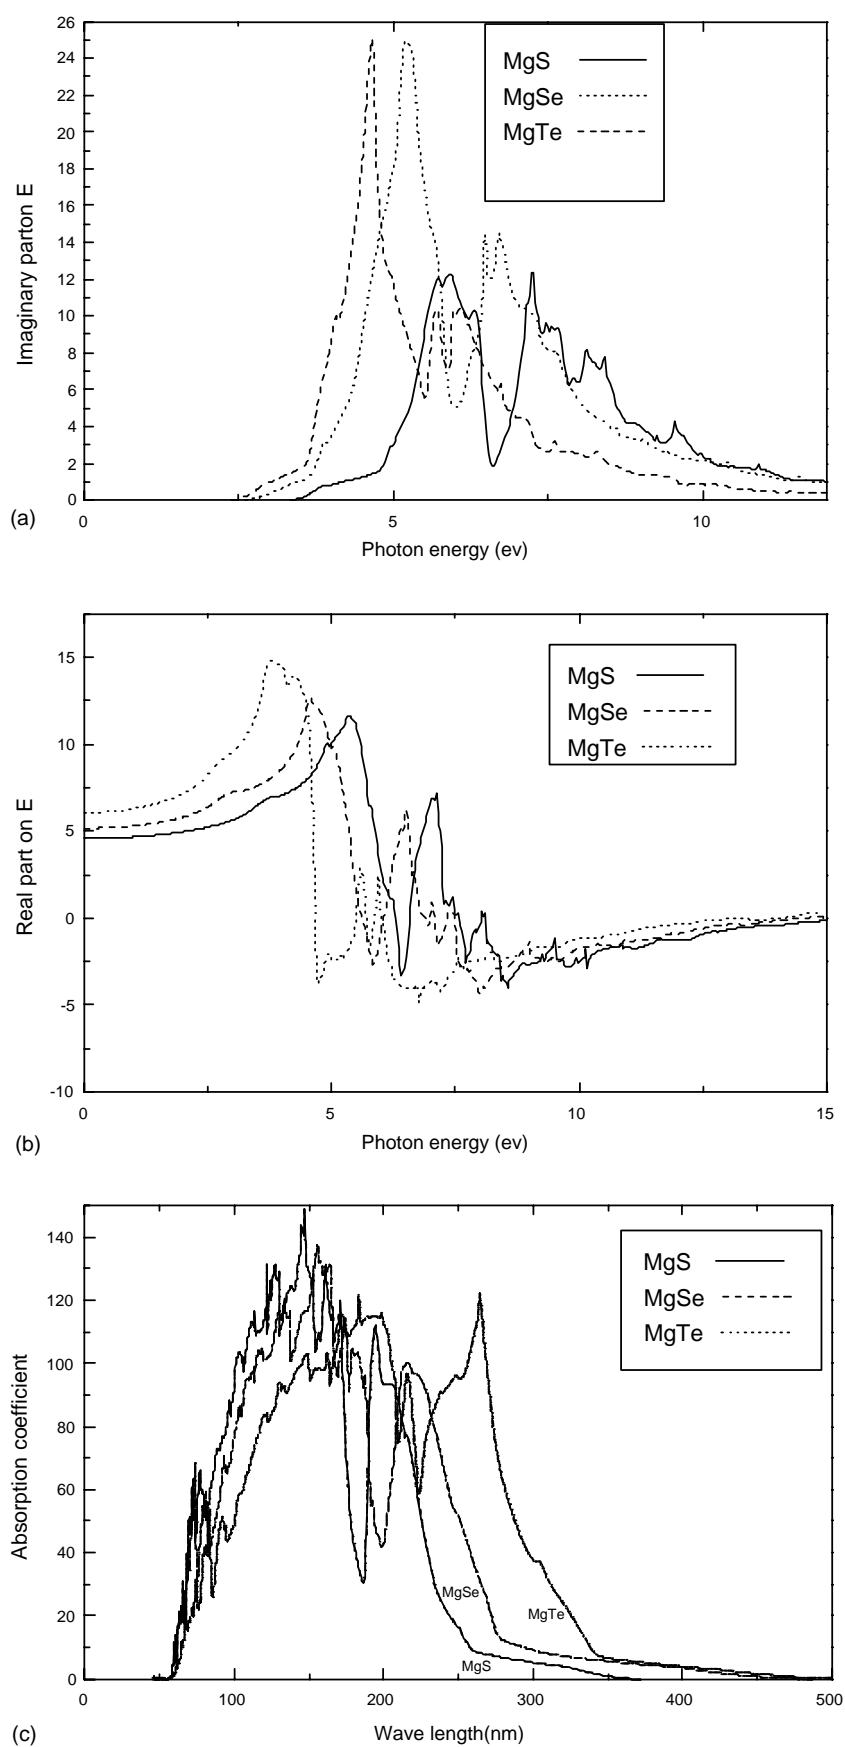 26
24
22
20
18
16
14
12
10
8
6
4
2
0
Imaginary parton E
MgS
MgSe
MgTe
0 5 10
(a)
Photon energy (ev)
15
10
5
0
-5
-10
Real part on E
MgS
MgSe
MgTe
0 5 10 15
Photon energy (ev)
(b)
140
120
100
80
60
40
20
0
Absorption coefficient
MgS
MgSe
MgTe
MgSe
MgTe
MgS
0 100 200 300 400 500
Wave length(nm)
(c)